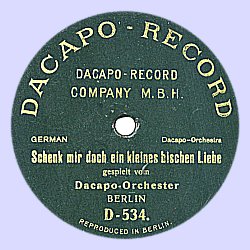 DACAPO - RECORD
DACAPO - RECORD
COMPANY M.B.H.
GERMAN Dacapo-Orchestra
Schenk mir doch ein kleines bischen Liebe
gespielt vom
Dacapo-Orchester
BERLIN
D-534.
REPRODUCED IN BERLIN.